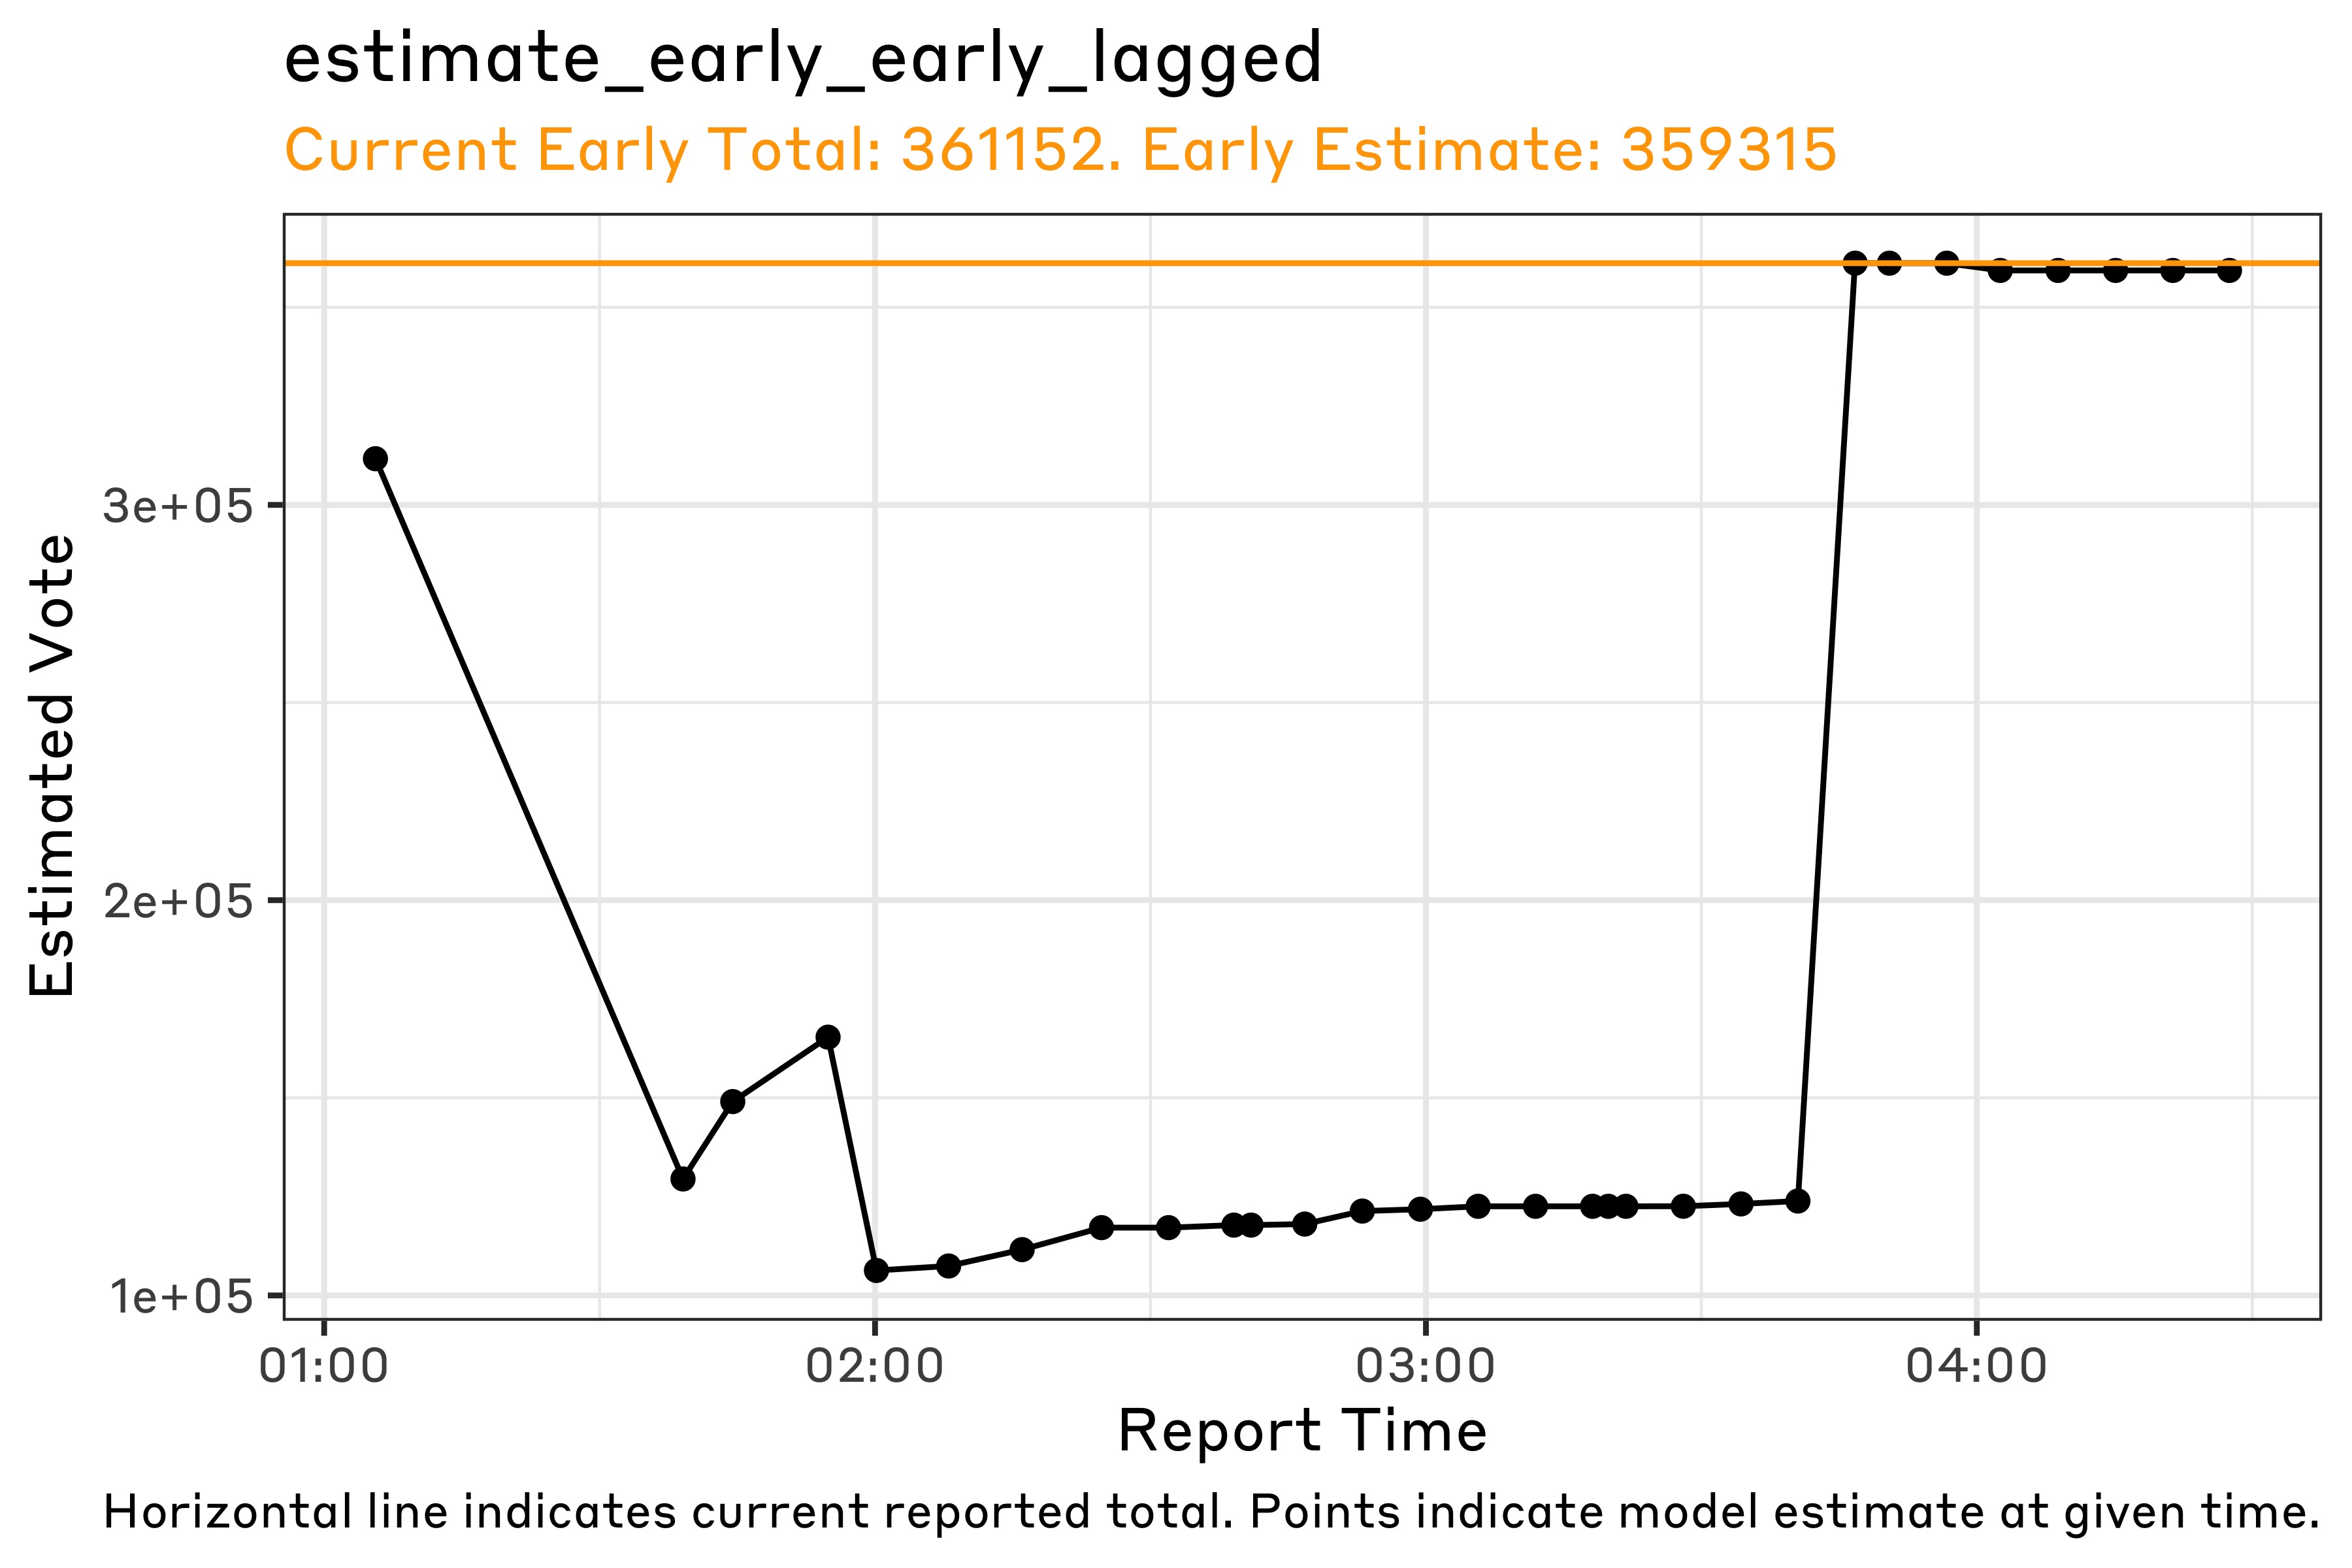 estimate_early_early_lagged
Current Early Total: 361152. Early Estimate: 359315
Estimated Vote
3e+05
2e+05
1e+05
01:00
02:00
03:00
04:00
Report Time
Horizontal line indicates current reported total. Points indicate model estimate at given time.